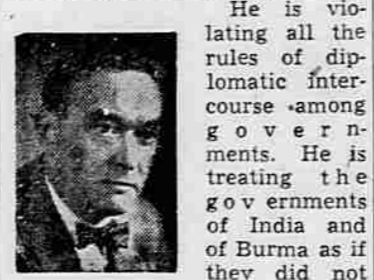 He is vio-
lating all the
rules of dip-
lomatic inter-
course among
g o v e r n-
ments. He is
treating the
gov ernments
of India and
of Burma as if
they did not